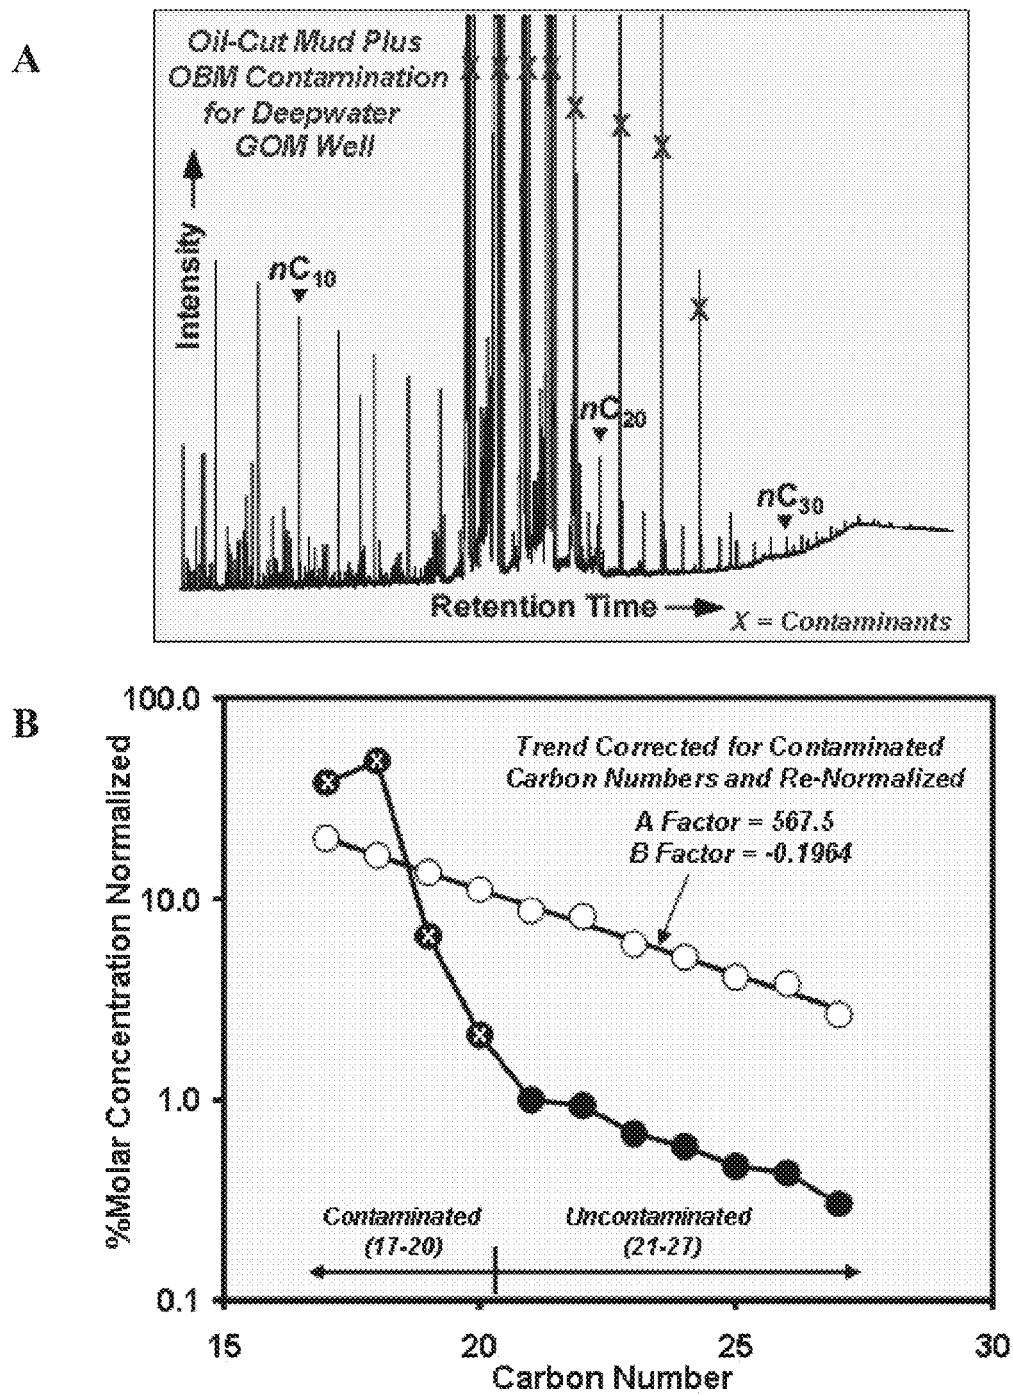 A
Oil-Cut Mud Plus
OBM Contamination
for Deepwater
GOM Well
X X X X X X X X
Intensity
nC10
nC20
nC30
Retention Time
X = Contaminants
B
%Molar Concentration Normalized
100.0
10.0
1.0
0.1
Trend Corrected for Contaminated
Carbon Numbers and Re-Normalized
A Factor = 567.5
B Factor = -0.1964
Contaminated
(17-20)
Uncontaminated
(21-27)
15 20 25 30
Carbon Number